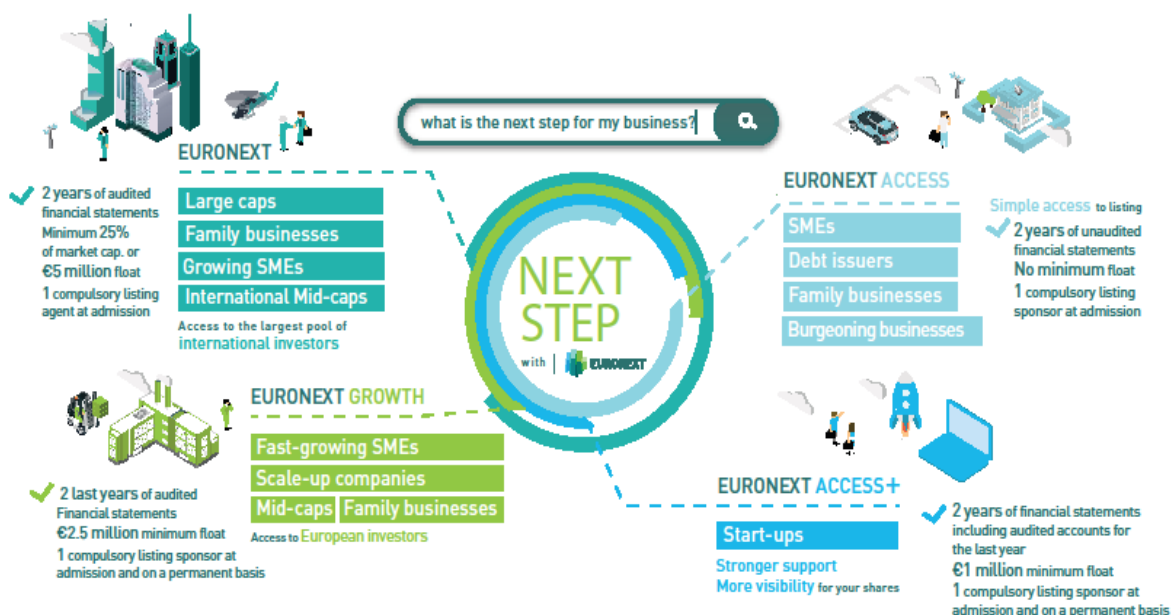 what is the next step for my business?
EURONEXT
2 years of audited
financial statements
Minimum 25%
of market cap. or
€5 million float
1 compulsory listing
agent at admission
Large caps
Family businesses
Growing SMEs
International Mid-caps
Access to the largest pool of
international investors
EURONEXT ACCESS
SMEs
Debt issuers
Family businesses
Burgeoning businesses
Simple access to listing
2 years of unaudited
financial statements
No minimum float
1 compulsory listing
sponsor at admission
NEXT
STEP
with | EURONEXT
EURONEXT GROWTH
Fast-growing SMEs
Scale-up companies
Mid-caps Family businesses
Access to European investors
2 last years of audited
Financial statements
€2.5 million minimum float
1 compulsory listing sponsor at
admission and on a permanent basis
EURONEXT ACCESS+
Start-ups
Stronger support
More visibility for your shares
2 years of financial statements
including audited accounts for
the last year
€1 million minimum float
1 compulsory listing sponsor at
admission and on a permanent basis